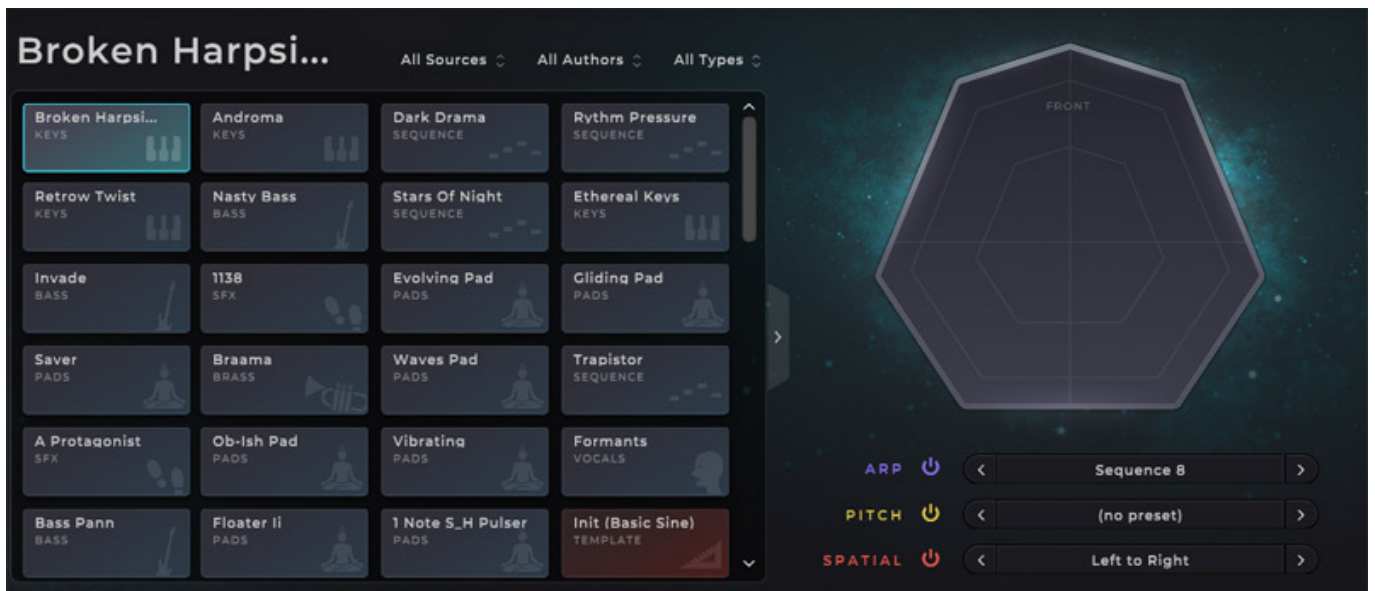 Broken Harpsi...
All Sources
All Authors
All Types
Broken Harpsi...
KEYS
Androma
KEYS
Dark Drama
SEQUENCE
Rythm Pressure
SEQUENCE
Retrow Twist
KEYS
Nasty Bass
BASS
Stars Of Night
SEQUENCE
Ethereal Keys
KEYS
Invade
BASS
1138
SFX
Evolving Pad
PADS
Gliding Pad
PADS
Saver
PADS
Braama
BRASS
Waves Pad
PADS
Trapistor
SEQUENCE
A Protagonist
SFX
Ob-Ish Pad
PADS
Vibrating
PADS
Formants
VOCALS
Bass Pann
BASS
Floater Ii
PADS
1 Note S_H Pulser
PADS
Init (Basic Sine)
TEMPLATE
FRONT
ARP
Sequence 8
PITCH
(no preset)
SPATIAL
Left to Right